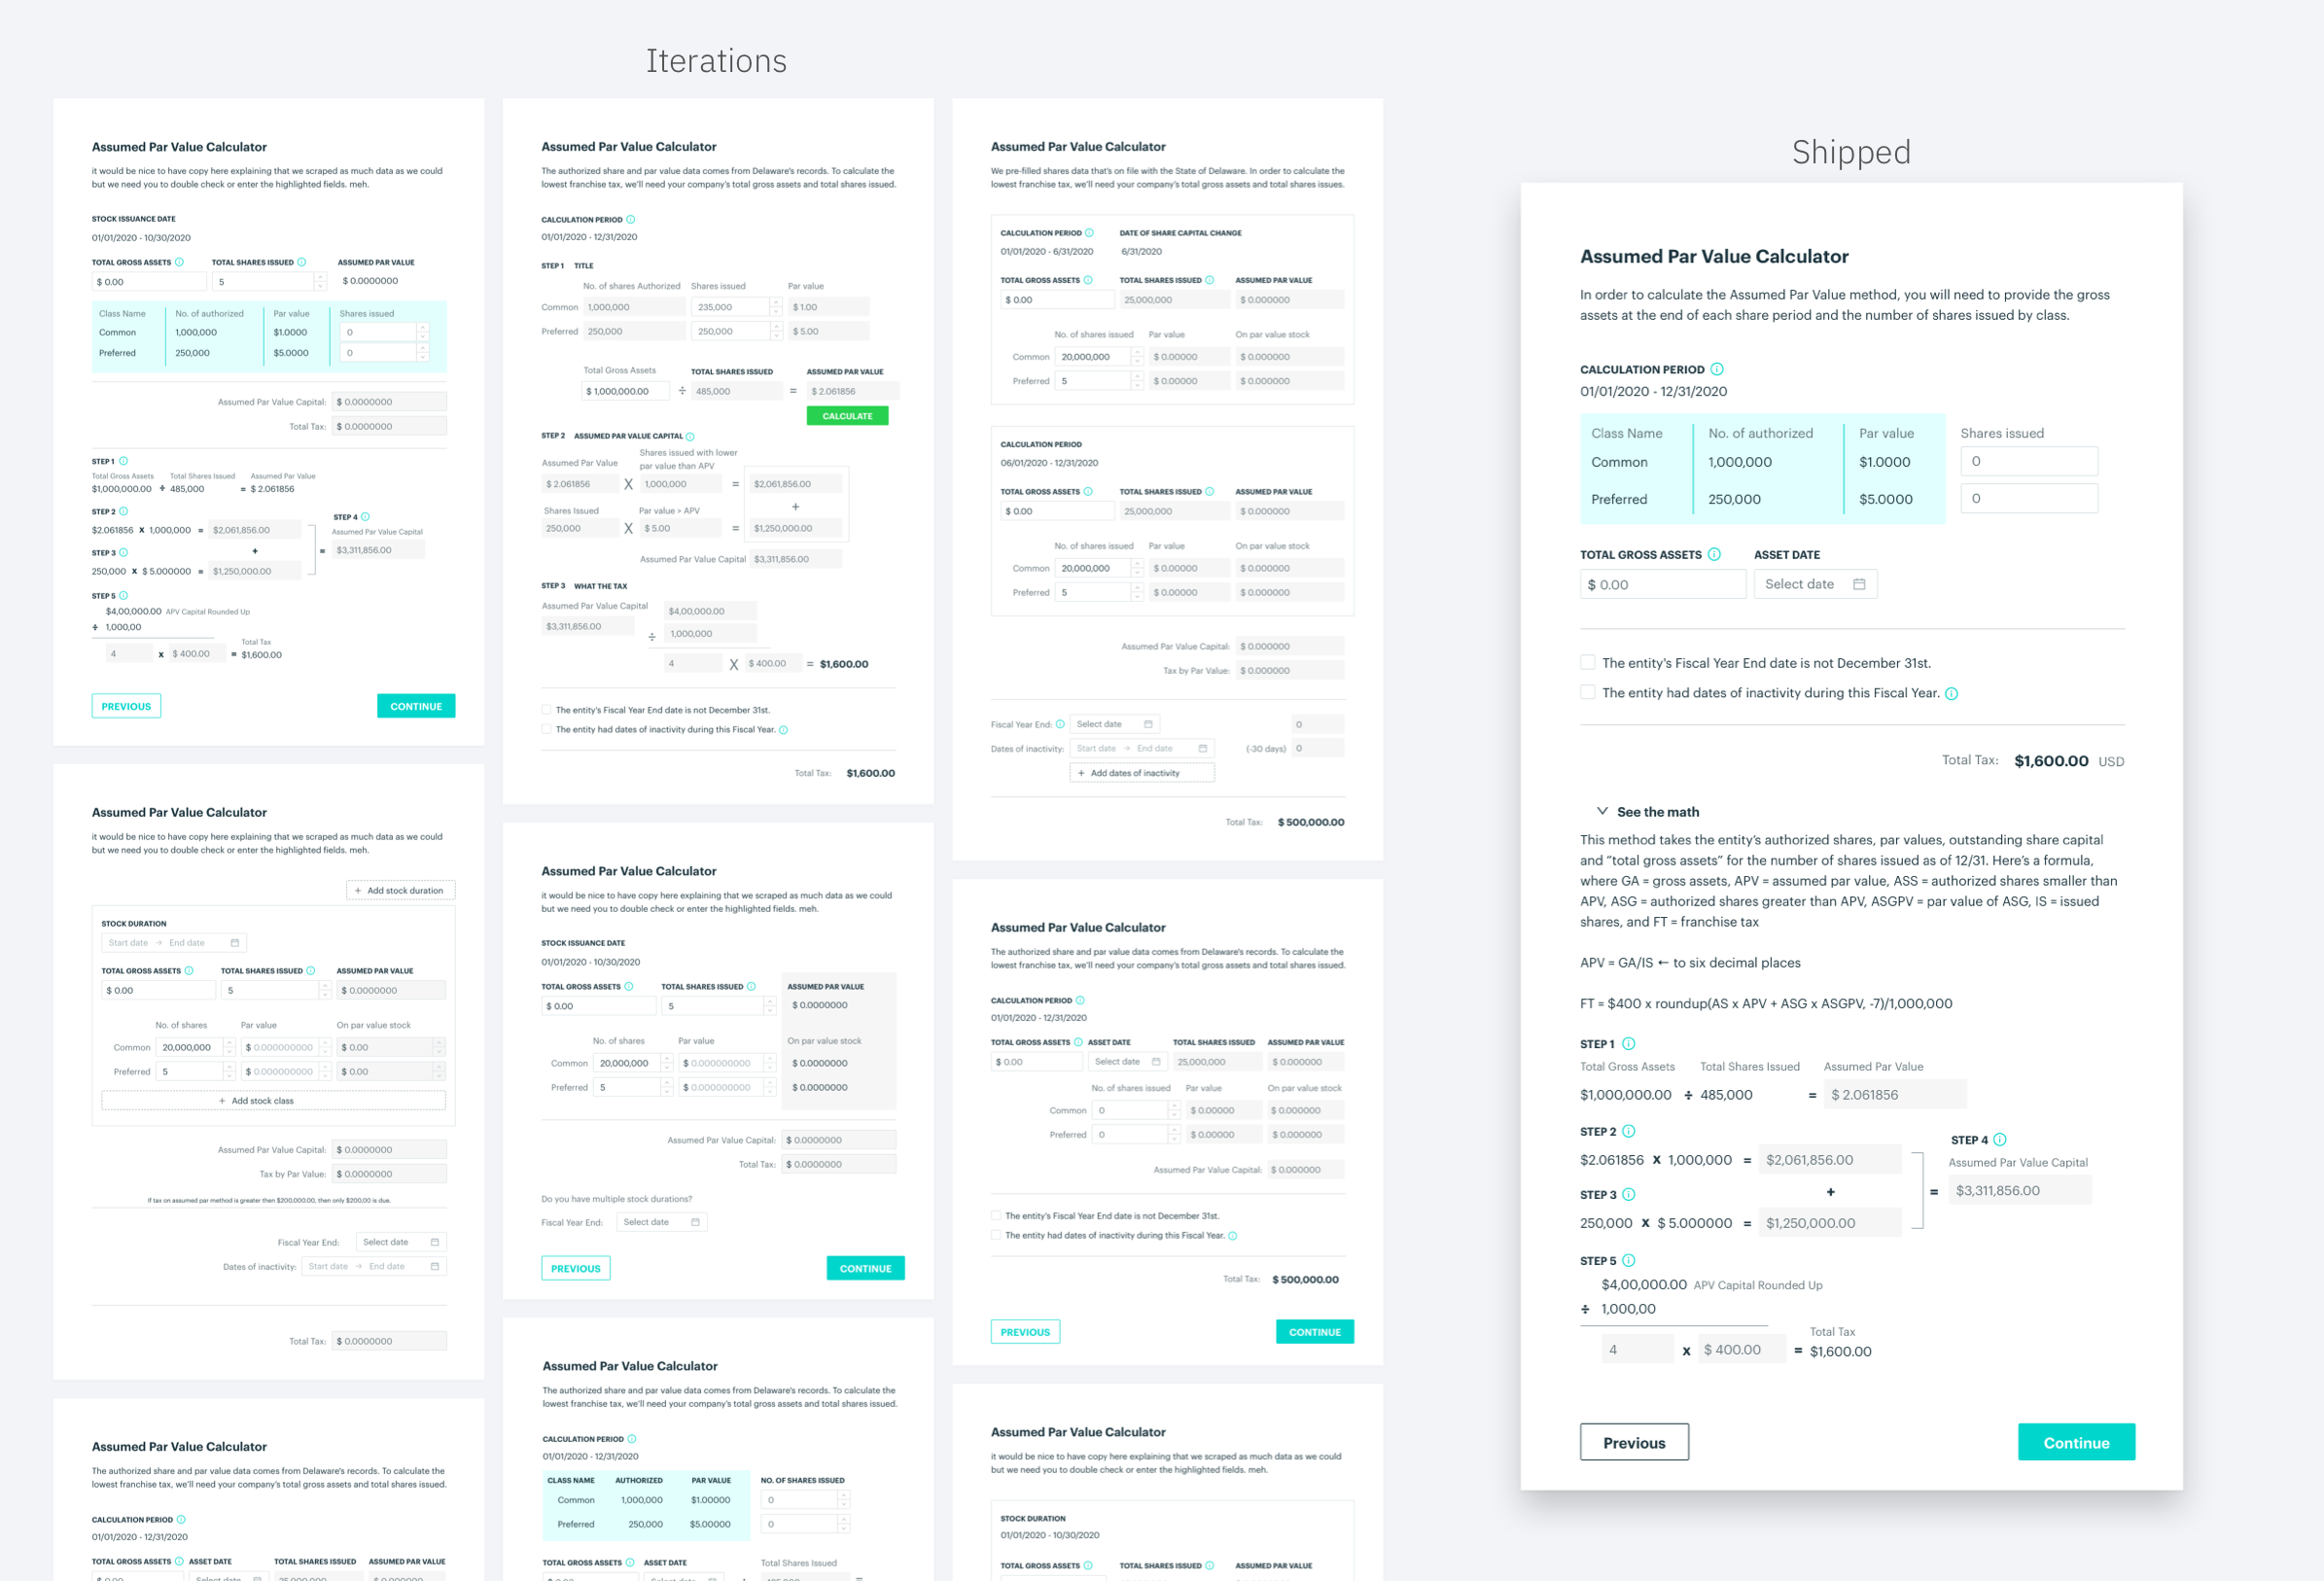 Iterations
Assumed Par Value Calculator
it would be nice to have copy here explaining that we scraped as much data as we could
but we need you to double check or enter the highlighted fields. meh.
STOCK ISSUANCE DATE
01/01/2020 - 10/30/2020
TOTAL GROSS ASSETS TOTAL SHARES ISSUED ASSUMED PAR VALUE
$ 0.00 5 $ 0.0000000
Class Name No. of authorized Par value Shares issued
Common 1,000,000 $1.0000 0
Preferred 250,000 $5.0000 0
Assumed Par Value Capital: $ 0.0000000
Total Tax: $ 0.0000000
STEP 1
Total Gross Assets Total Shares Issued Assumed Par Value
$1,000,000.00 ÷ 485,000 = $ 2.061856
STEP 2
$2.061856 x 1,000,000 = $2,061,856.00
STEP 4
Assumed Par Value Capital
STEP 3 + = $3,311,856.00
250,000 x $ 5.000000 = $1,250,000.00
STEP 5
$4,00,000.00 APV Capital Rounded Up
÷ 1,000,00
Total Tax
4 x $ 400.00 = $1,600.00
PREVIOUS CONTINUE
Assumed Par Value Calculator
it would be nice to have copy here explaining that we scraped as much data as we could
but we need you to double check or enter the highlighted fields. meh.
+ Add stock duration
STOCK DURATION
Start date → End date
TOTAL GROSS ASSETS TOTAL SHARES ISSUED ASSUMED PAR VALUE
$ 0.00 5 $ 0.0000000
No. of shares Par value On par value stock
Common 20,000,000 $ 0.000000000 $ 0.00
Preferred 5 $ 0.000000000 $ 0.00
+ Add stock class
Assumed Par Value Capital: $ 0.0000000
Tax by Par Value: $ 0.0000000
If tax on assumed par method is greater than $200,000.00, then only $200,00 is due.
Fiscal Year End: Select date
Dates of inactivity: Start date → End date
Total Tax: $ 0.0000000
Assumed Par Value Calculator
The authorized share and par value data comes from Delaware's records. To calculate the
lowest franchise tax, we'll need your company's total gross assets and total shares issued.
CALCULATION PERIOD
01/01/2020 - 12/31/2020
TOTAL GROSS ASSETS ASSET DATE TOTAL SHARES ISSUED ASSUMED PAR VALUE
$ 0.00 Select date 25,000,000 $ 0.000000
Assumed Par Value Calculator
The authorized share and par value data comes from Delaware's records. To calculate the
lowest franchise tax, we'll need your company's total gross assets and total shares issued.
CALCULATION PERIOD
01/01/2020 - 12/31/2020
STEP 1 TITLE
No. of shares Authorized Shares issued Par value
Common 1,000,000 235,000 $ 1.00
Preferred 250,000 250,000 $ 5.00
Total Gross Assets TOTAL SHARES ISSUED ASSUMED PAR VALUE
$ 1,000,000.00 ÷ 485,000 = $ 2.061856
CALCULATE
STEP 2 ASSUMED PAR VALUE CAPITAL
Shares issued with lower
Assumed Par Value par value than APV
$ 2.061856 X 1,000,000 = $2,061,856.00
+
Shares Issued Par value > APV
250,000 X $ 5.00 = $1,250,000.00
Assumed Par Value Capital $3,311,856.00
STEP 3 WHAT THE TAX
Assumed Par Value Capital $4,00,000.00
$3,311,856.00
÷ 1,000,000
4 X $ 400.00 = $1,600.00
The entity's Fiscal Year End date is not December 31st.
The entity had dates of inactivity during this Fiscal Year.
Total Tax: $1,600.00
Assumed Par Value Calculator
it would be nice to have copy here explaining that we scraped as much data as we could
but we need you to double check or enter the highlighted fields. meh.
STOCK ISSUANCE DATE
01/01/2020 - 10/30/2020
TOTAL GROSS ASSETS TOTAL SHARES ISSUED ASSUMED PAR VALUE
$ 0.00 5 $ 0.0000000
No. of shares Par value On par value stock
Common 20,000,000 $ 0.000000000 $ 0.0000000
Preferred 5 $ 0.000000000 $ 0.0000000
Assumed Par Value Capital: $ 0.0000000
Total Tax: $ 0.0000000
Do you have multiple stock durations?
Fiscal Year End: Select date
PREVIOUS CONTINUE
Assumed Par Value Calculator
The authorized share and par value data comes from Delaware's records. To calculate the
lowest franchise tax, we'll need your company's total gross assets and total shares issued.
CALCULATION PERIOD
01/01/2020 - 12/31/2020
CLASS NAME AUTHORIZED PAR VALUE NO. OF SHARES ISSUED
Common 1,000,000 $1.00000 0
Preferred 250,000 $5.00000 0
TOTAL GROSS ASSETS ASSET DATE Total Shares Issued
$ 0.00 Select date 485,000 =
Assumed Par Value Calculator
We pre-filled shares data that's on file with the State of Delaware. In order to calculate the
lowest franchise tax, we'll need your company's total gross assets and total shares issues.
CALCULATION PERIOD DATE OF SHARE CAPITAL CHANGE
01/01/2020 - 6/31/2020 6/31/2020
TOTAL GROSS ASSETS TOTAL SHARES ISSUED ASSUMED PAR VALUE
$ 0.00 25,000,000 $ 0.000000
No. of shares issued Par value On par value stock
Common 20,000,000 $ 0.00000 $ 0.000000
Preferred 5 $ 0.00000 $ 0.000000
CALCULATION PERIOD
06/01/2020 - 12/31/2020
TOTAL GROSS ASSETS TOTAL SHARES ISSUED ASSUMED PAR VALUE
$ 0.00 25,000,000 $ 0.000000
No. of shares issued Par value On par value stock
Common 20,000,000 $ 0.00000 $ 0.000000
Preferred 5 $ 0.00000 $ 0.000000
Assumed Par Value Capital: $ 0.000000
Tax by Par Value: $ 0.000000
Fiscal Year End: Select date 0
Dates of inactivity: Start date → End date (-30 days) 0
+ Add dates of inactivity
Total Tax: $ 500,000.00
Assumed Par Value Calculator
The authorized share and par value data comes from Delaware's records. To calculate the
lowest franchise tax, we'll need your company's total gross assets and total shares issued.
CALCULATION PERIOD
01/01/2020 - 12/31/2020
TOTAL GROSS ASSETS ASSET DATE TOTAL SHARES ISSUED ASSUMED PAR VALUE
$ 0.00 Select date 25,000,000 $ 0.000000
No. of shares issued Par value On par value stock
Common 0 $ 0.00000 $ 0.000000
Preferred 0 $ 0.00000 $ 0.000000
Assumed Par Value Capital: $ 0.000000
The entity's Fiscal Year End date is not December 31st.
The entity had dates of inactivity during this Fiscal Year.
Total Tax: $ 500,000.00
PREVIOUS CONTINUE
Assumed Par Value Calculator
it would be nice to have copy here explaining that we scraped as much data as we could
but we need you to double check or enter the highlighted fields. meh.
STOCK DURATION
01/01/2020 - 10/30/2020
TOTAL GROSS ASSETS TOTAL SHARES ISSUED ASSUMED PAR VALUE
Shipped
Assumed Par Value Calculator
In order to calculate the Assumed Par Value method, you will need to provide the gross
assets at the end of each share period and the number of shares issued by class.
CALCULATION PERIOD
01/01/2020 - 12/31/2020
Class Name No. of authorized Par value Shares issued
Common 1,000,000 $1.0000 0
Preferred 250,000 $5.0000 0
TOTAL GROSS ASSETS ASSET DATE
$ 0.00 Select date
The entity's Fiscal Year End date is not December 31st.
The entity had dates of inactivity during this Fiscal Year.
Total Tax: $1,600.00 USD
See the math
This method takes the entity's authorized shares, par values, outstanding share capital
and "total gross assets" for the number of shares issued as of 12/31. Here's a formula,
where GA = gross assets, APV = assumed par value, ASS = authorized shares smaller than
APV, ASG = authorized shares greater than APV, ASGPV = par value of ASG, IS = issued
shares, and FT = franchise tax
APV = GA/IS ← to six decimal places
FT = $400 x roundup(AS x APV + ASG x ASGPV, -7)/1,000,000
STEP 1
Total Gross Assets Total Shares Issued Assumed Par Value
$1,000,000.00 ÷ 485,000 = $ 2.061856
STEP 2
STEP 4
$2.061856 x 1,000,000 = $2,061,856.00
Assumed Par Value Capital
STEP 3 + = $3,311,856.00
250,000 x $ 5.000000 = $1,250,000.00
STEP 5
$4,00,000.00 APV Capital Rounded Up
÷ 1,000,00
Total Tax
4 x $ 400.00 = $1,600.00
Previous Continue